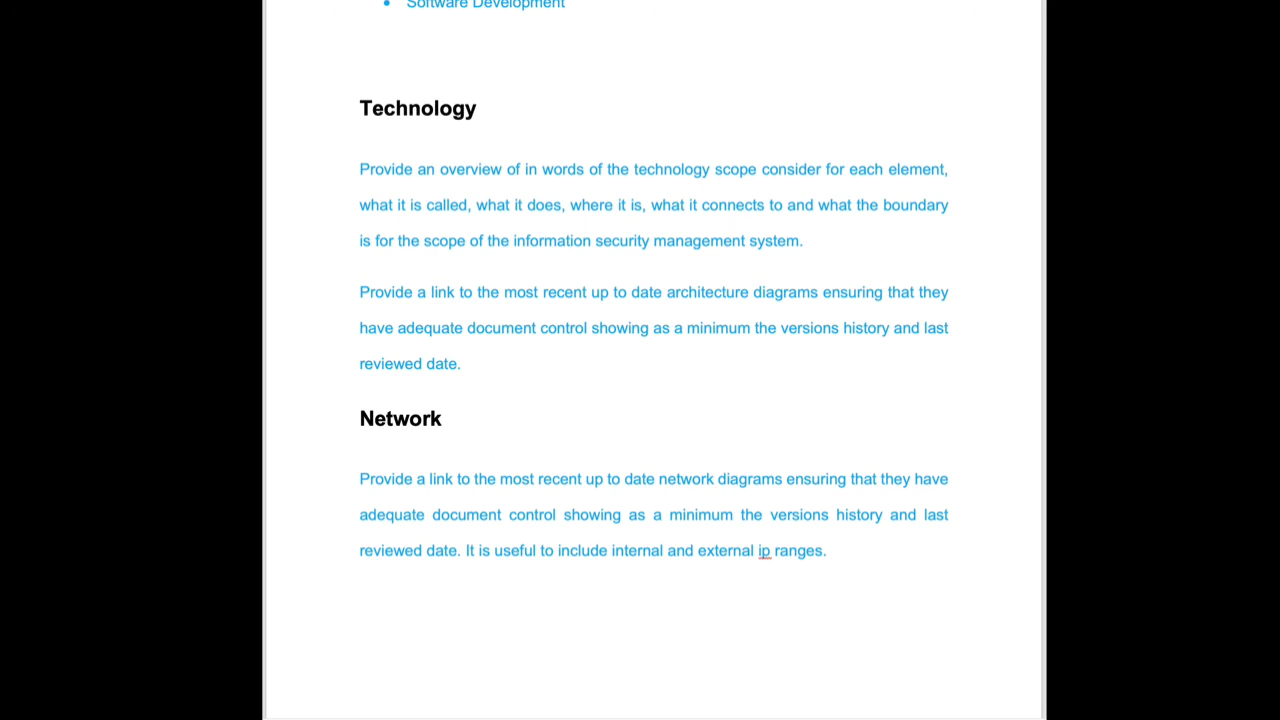 Software Development
Technology
Provide an overview of in words of the technology scope consider for each element,
what it is called, what it does, where it is, what it connects to and what the boundary
is for the scope of the information security management system.
Provide a link to the most recent up to date architecture diagrams ensuring that they
have adequate document control showing as a minimum the versions history and last
reviewed date.
Network
Provide a link to the most recent up to date network diagrams ensuring that they have
adequate document control showing as a minimum the versions history and last
reviewed date. It is useful to include internal and external ip ranges.